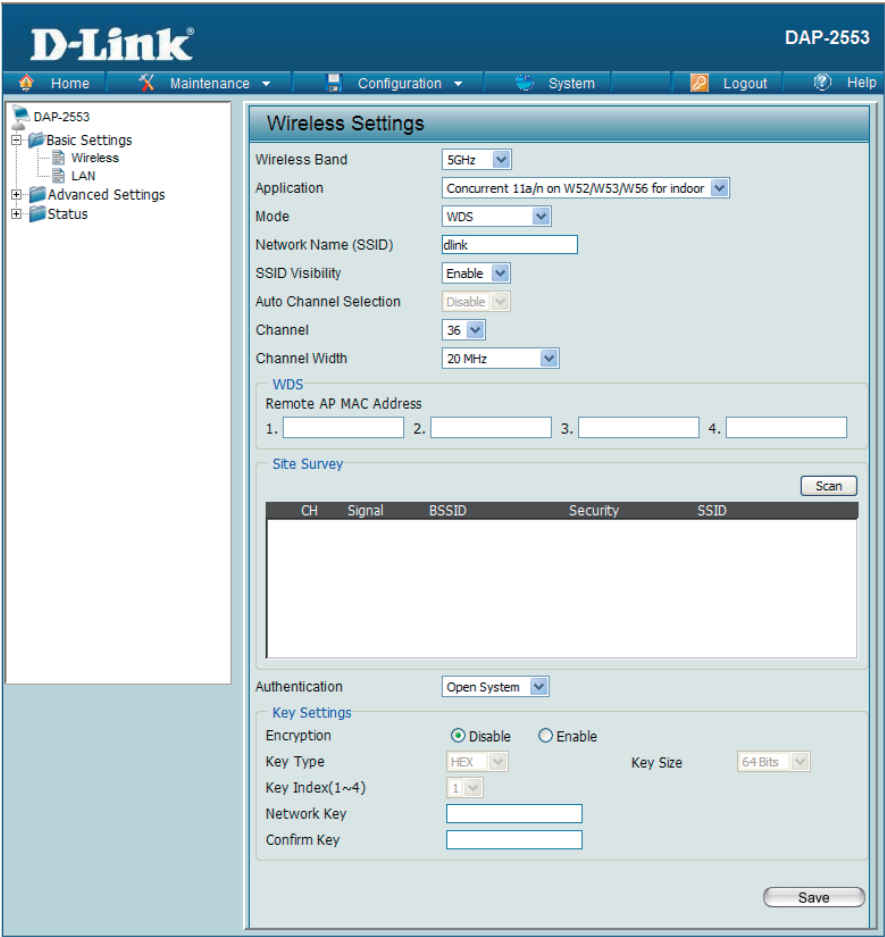 D-Link®
DAP-2553
Home Maintenance Configuration System Logout Help
DAP-2553
Basic Settings
Wireless
LAN
Advanced Settings
Status
Wireless Settings
Wireless Band 5GHz
Application Concurrent 11a/n on W52/W53/W56 for indoor
Mode WDS
Network Name (SSID) dlink
SSID Visibility Enable
Auto Channel Selection Disable
Channel 36
Channel Width 20 MHz
WDS
Remote AP MAC Address
1. 2. 3. 4.
Site Survey
Scan
CH Signal BSSID Security SSID
Authentication Open System
Key Settings
Encryption Disable Enable
Key Type HEX Key Size 64 Bits
Key Index(1~4) 1
Network Key
Confirm Key
Save